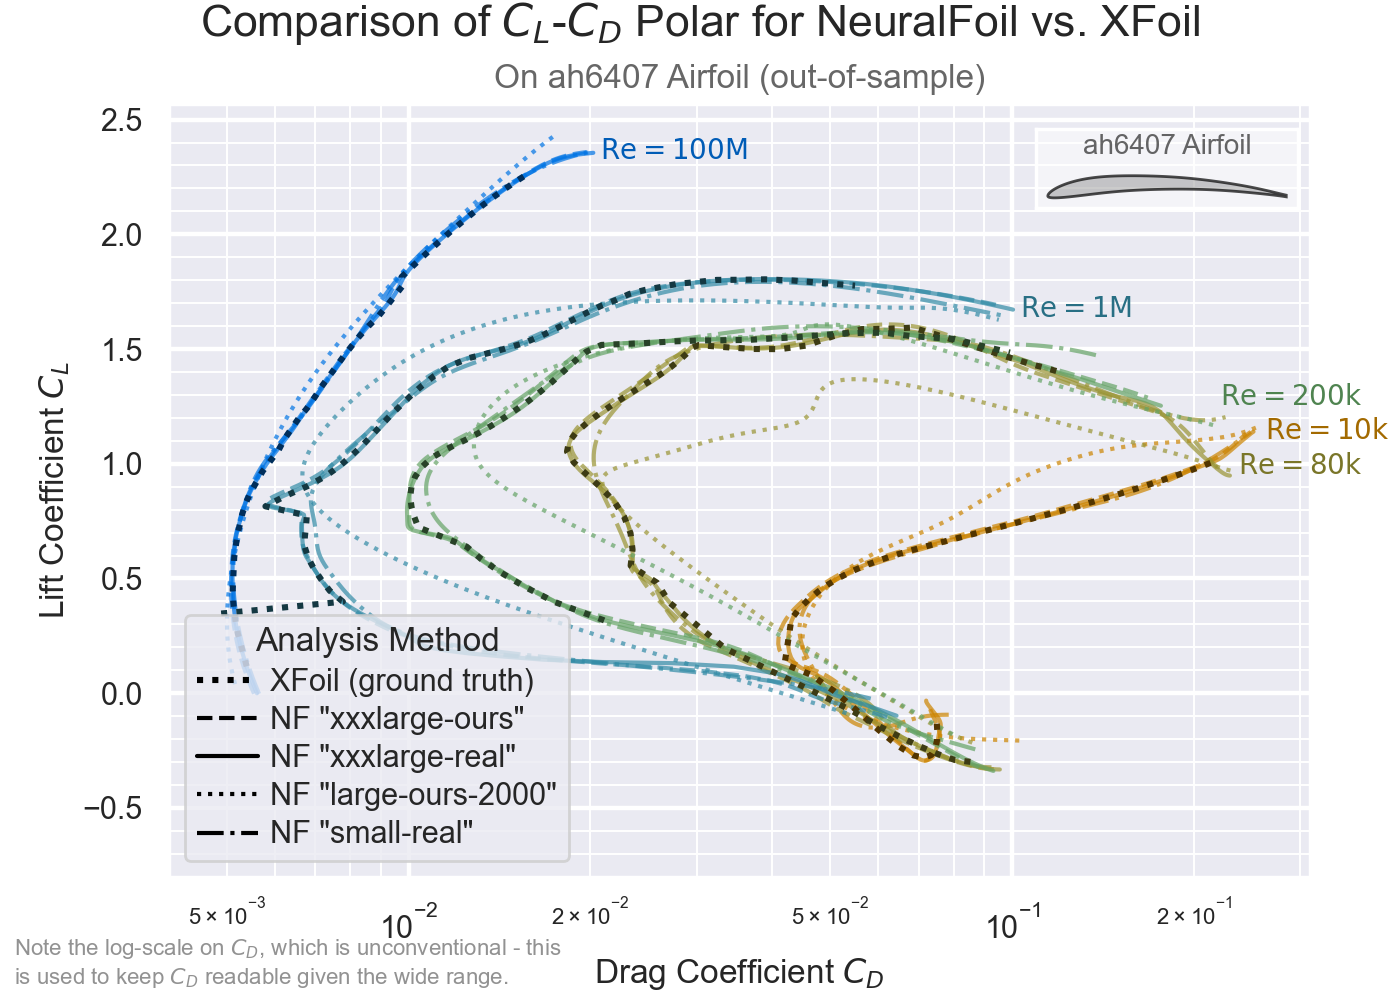 Comparison of C_L-C_D Polar for NeuralFoil vs. XFoil
On ah6407 Airfoil (out-of-sample)
2.5
2.0
1.5
1.0
0.5
0.0
−0.5
Lift Coefficient C_L
Re = 100M
ah6407 Airfoil
Re = 1M
Re = 200k
Re = 10k
Re = 80k
Analysis Method
XFoil (ground truth)
NF "xxxlarge-ours"
NF "xxxlarge-real"
NF "large-ours-2000"
NF "small-real"
5 × 10⁻³
10⁻²
2 × 10⁻²
5 × 10⁻²
10⁻¹
2 × 10⁻¹
Drag Coefficient C_D
Note the log-scale on C_D, which is unconventional - this
is used to keep C_D readable given the wide range.